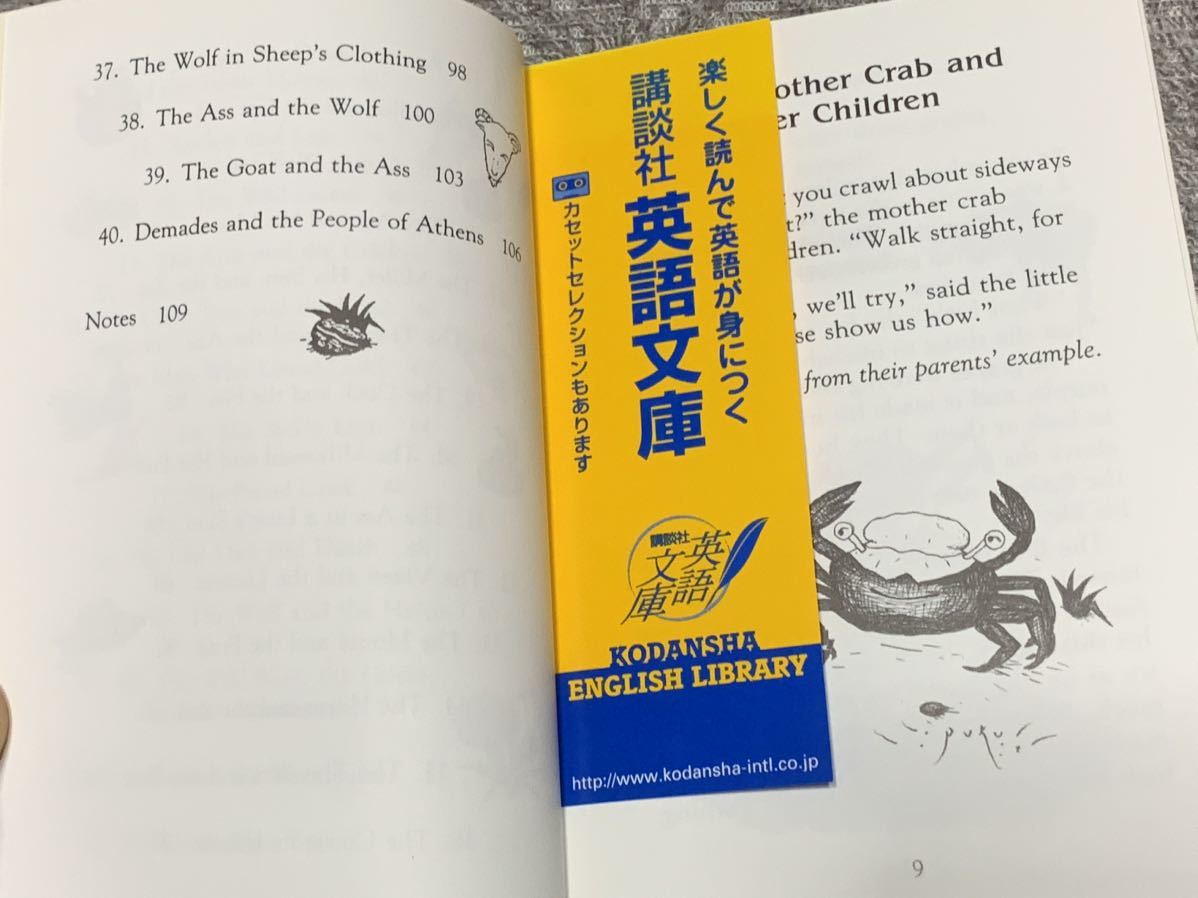 37. The Wolf in Sheep's Clothing 98
38. The Ass and the Wolf 100
39. The Goat and the Ass 103
40. Demades and the People of Athens 106
Notes 109
楽しく読んで英語が身につく
講談社 英語文庫
カセットセレクションもあります
講談社
英語
文庫
KODANSHA
ENGLISH LIBRARY
http://www.kodansha-intl.co.jp
other Crab and
er Children
you crawl about sideways
t?" the mother crab
dren. "Walk straight, for
, we'll try," said the little
se show us how."
from their parents' example.
9